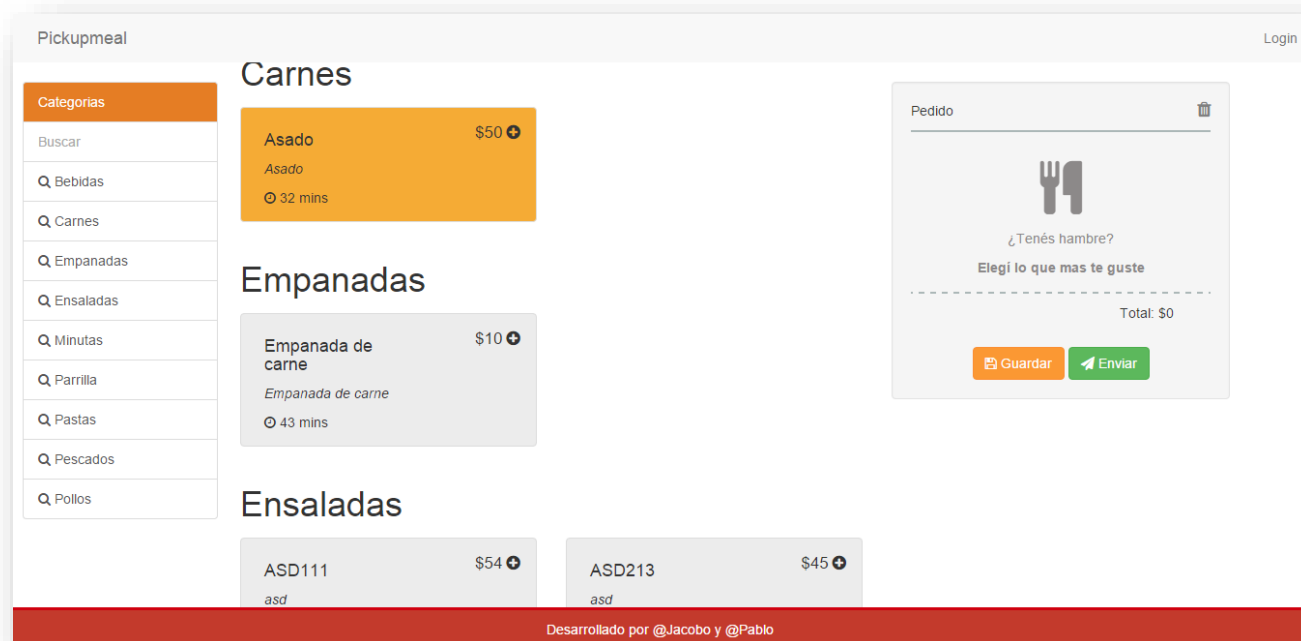 Pickupmeal
Login
Categorias
Buscar
Bebidas
Carnes
Empanadas
Ensaladas
Minutas
Parrilla
Pastas
Pescados
Pollos
Carnes
Asado
$50
Asado
32 mins
Empanadas
Empanada de
carne
$10
Empanada de carne
43 mins
Ensaladas
ASD111
$54
asd
ASD213
$45
asd
Pedido
¿Tenés hambre?
Elegí lo que mas te guste
Total: $0
Guardar
Enviar
Desarrollado por @Jacobo y @Pablo